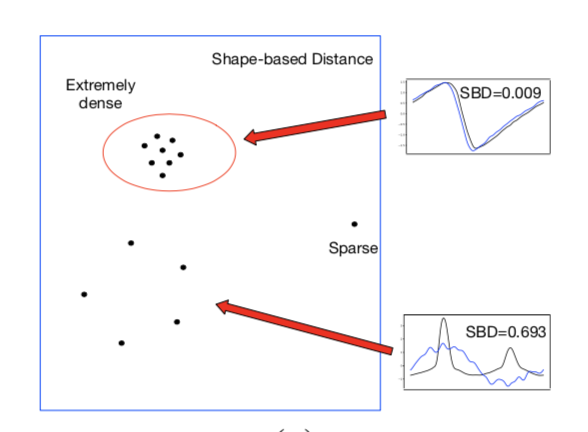 Shape-based Distance
Extremely
dense
SBD=0.009
Sparse
SBD=0.693